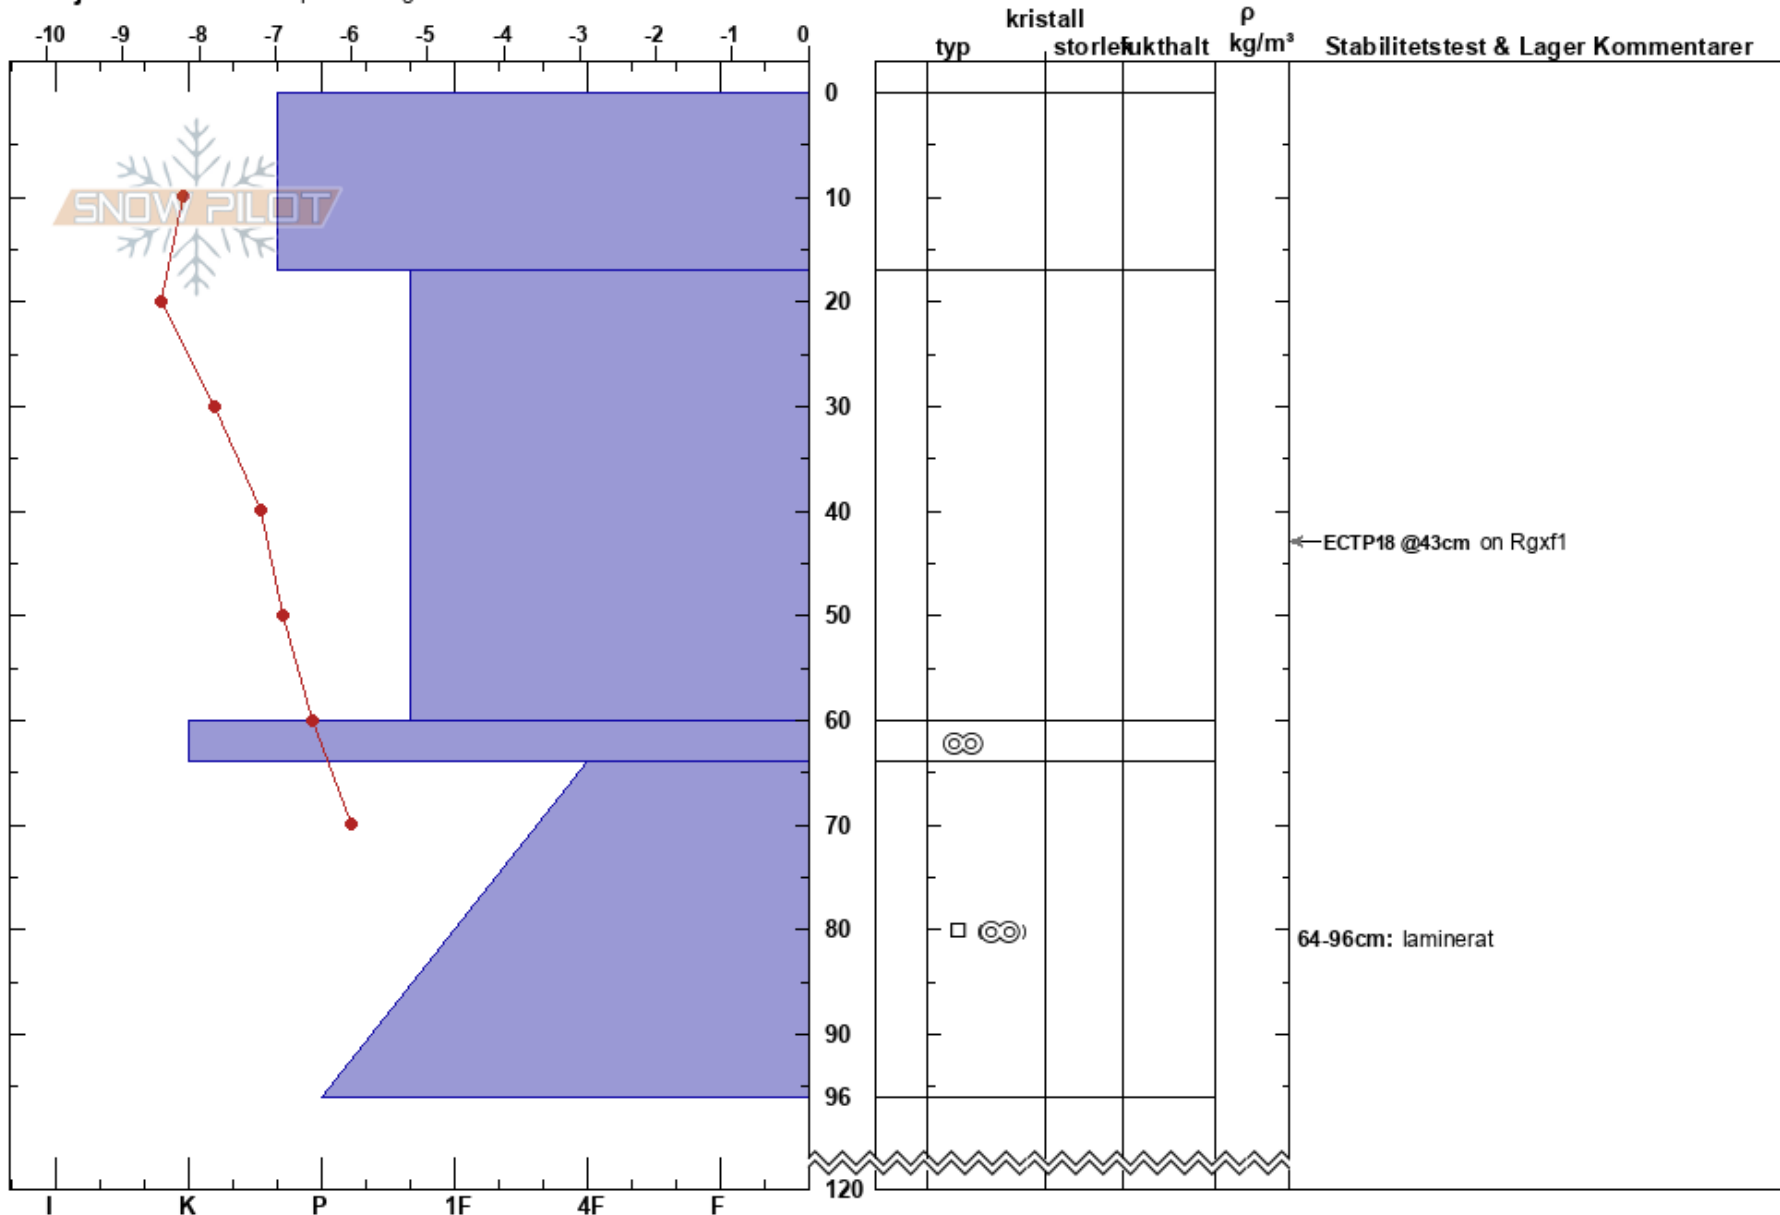 kristall ρ
-10 -9 -8 -7 -6 -5 -4 -3 -2 -1 0 typ storlek fukthalt kg/m³ Stabilitetstest & Lager Kommentarer
0
SNOW PILOT 10
20
30
40
ECTP18 @43cm on Rgxf1
50
60
70
80
64-96cm: laminerat
90
96
120
I K P 1F 4F F